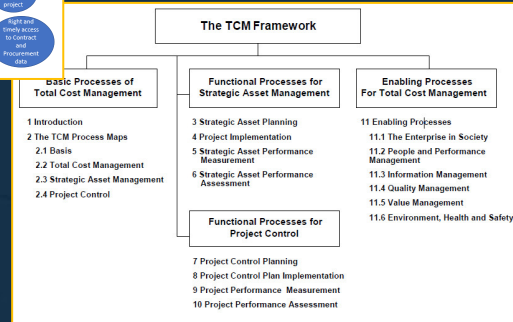 project
Right and
timely access
to Contract
and
Procurement
data
The TCM Framework
Basic Processes of
Total Cost Management
Functional Processes for
Strategic Asset Management
Enabling Processes
For Total Cost Management
1 Introduction
2 The TCM Process Maps
2.1 Basis
2.2 Total Cost Management
2.3 Strategic Asset Management
2.4 Project Control
3 Strategic Asset Planning
4 Project Implementation
5 Strategic Asset Performance
Measurement
6 Strategic Asset Performance
Assessment
Functional Processes for
Project Control
7 Project Control Planning
8 Project Control Plan Implementation
9 Project Performance Measurement
10 Project Performance Assessment
11 Enabling Processes
11.1 The Enterprise in Society
11.2 People and Performance
Management
11.3 Information Management
11.4 Quality Management
11.5 Value Management
11.6 Environment, Health and Safety